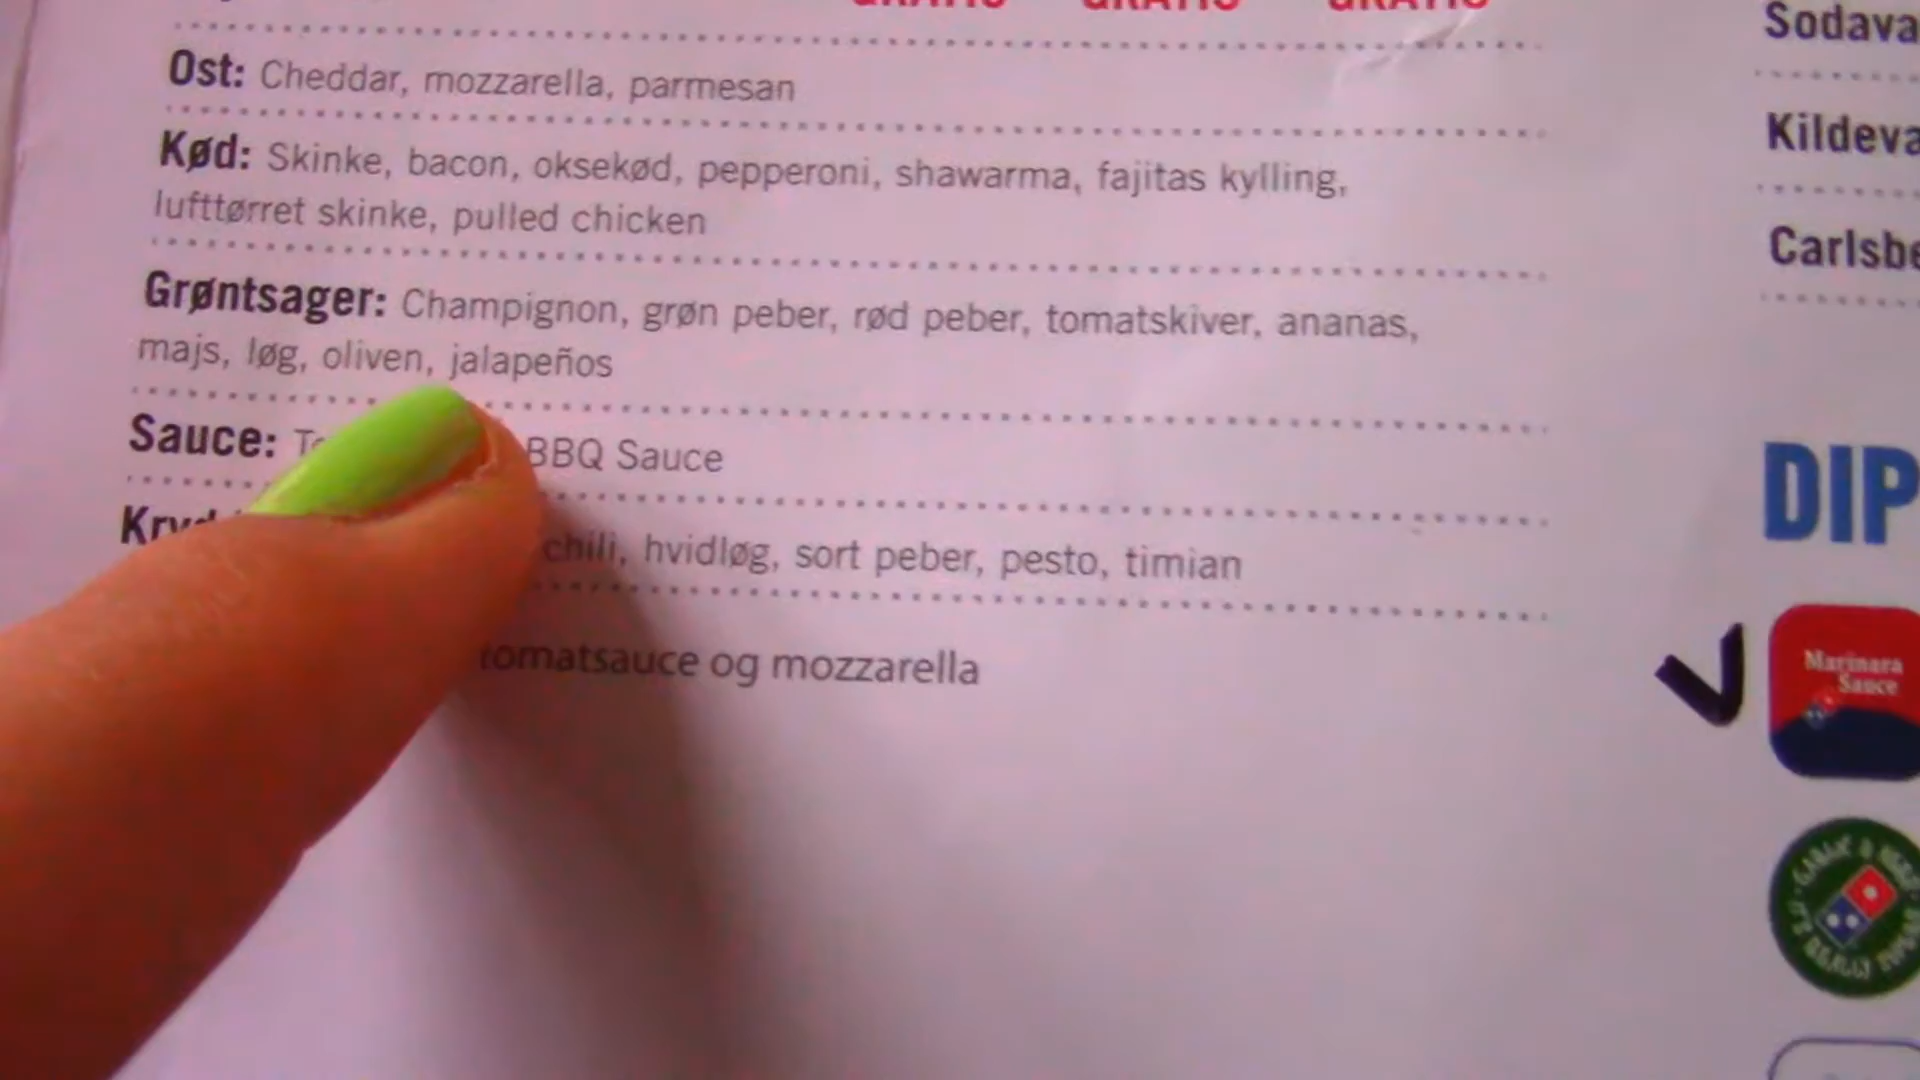 Ost: Cheddar, mozzarella, parmesan
Kød: Skinke, bacon, oksekød, pepperoni, shawarma, fajitas kylling,
lufttørret skinke, pulled chicken
Grøntsager: Champignon, grøn peber, rød peber, tomatskiver, ananas,
majs, løg, oliven, jalapeños
Sauce: BBQ Sauce
chili, hvidløg, sort peber, pesto, timian
tomatsauce og mozzarella
Sodava
Kildeva
Carlsbe
DIP
Marinara
Sauce